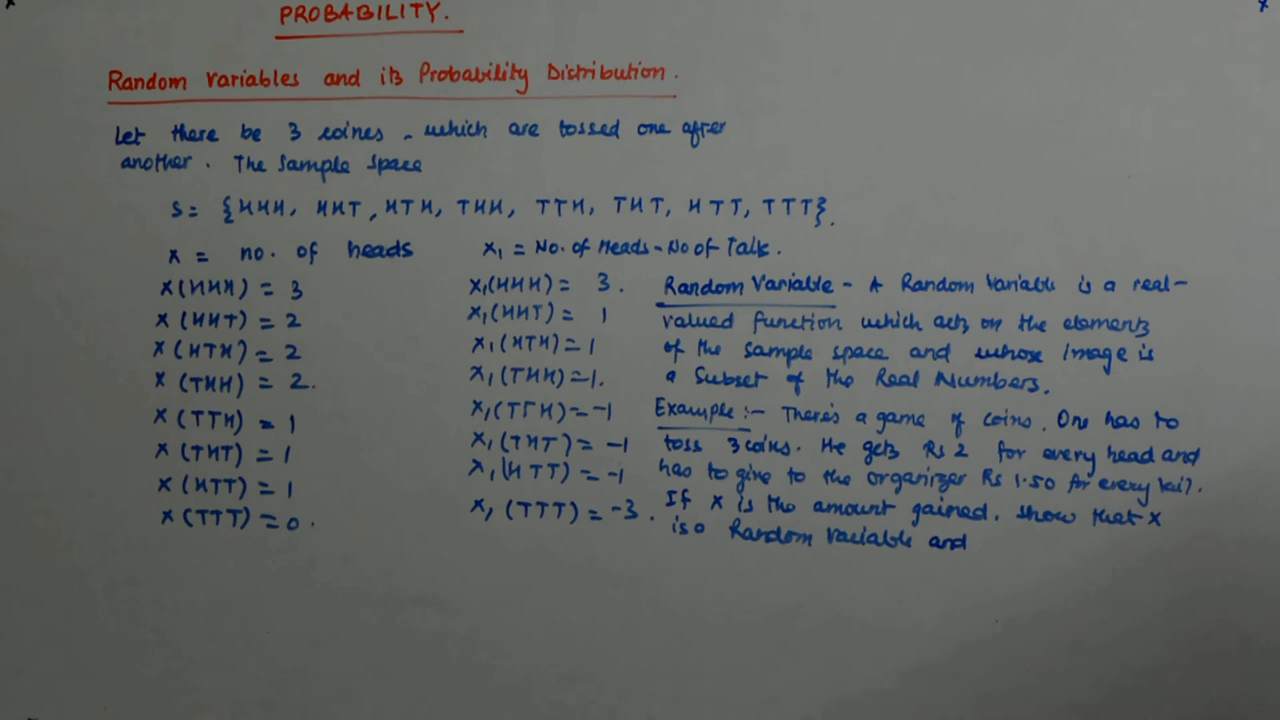 PROBABILITY.
Random Variables and its Probability Distribution.
Let there be 3 coines - which are tossed one after
another. The Sample Space
S= {HHH, HHT, HTH, THH, TTH, THT, HTT, TTT}.
X = no. of heads
X(HHH) = 3
X(HHT) = 2
X(HTH) = 2
X(THH) = 2.
X(TTH) = 1
X(THT) = 1
X(HTT) = 1
X(TTT) = 0.
X1 = No. of Heads - No of Tails.
X1(HHH) = 3.
X1(HHT) = 1
X1(HTH) = 1
X1(THH) = 1.
X1(TTH) = -1
X1(THT) = -1
X1(HTT) = -1
X1(TTT) = -3.
Random Variable - A Random Variable is a real-
valued function which acts on the elements
of the sample space and whose image is
a Subset of the Real Numbers.
Example :- There's a game of coins. One has to
toss 3 coins. He gets Rs 2 for every head and
has to give to the organizer Rs 1.50 for every tail.
If X is the amount gained. Show that X
is a Random Variable and